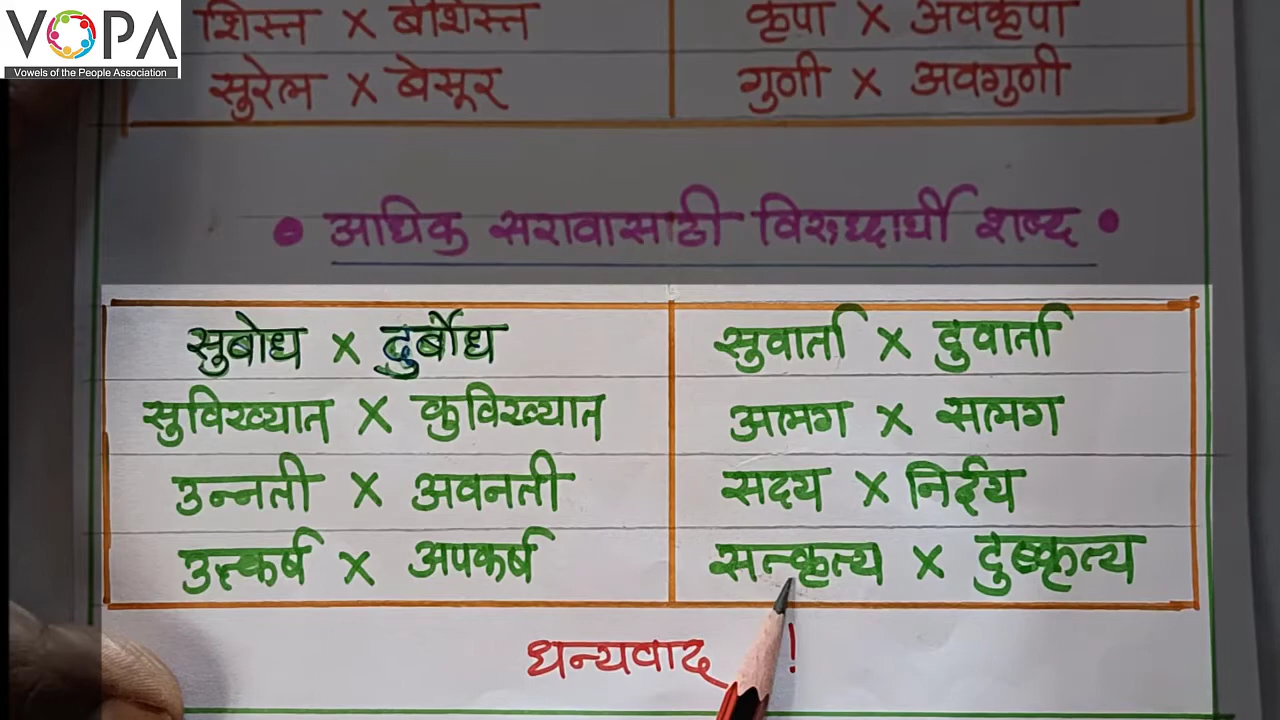 VOPA
Vowels of the People Association
शिस्त × बेशिस्त
कृपा × अवकृपा
सुरेल × बेसूर
गुणी × अवगुणी
• अधिक सरावासाठी विरुद्धार्थी शब्द •
सुबोध × दुर्बोध
सुवार्ता × दुवार्ता
सुविख्यात × कुविख्यात
अलग × सलग
उन्नती × अवनती
सदय × निर्दय
उत्कर्ष × अपकर्ष
सत्कृत्य × दुष्कृत्य
धन्यवाद !